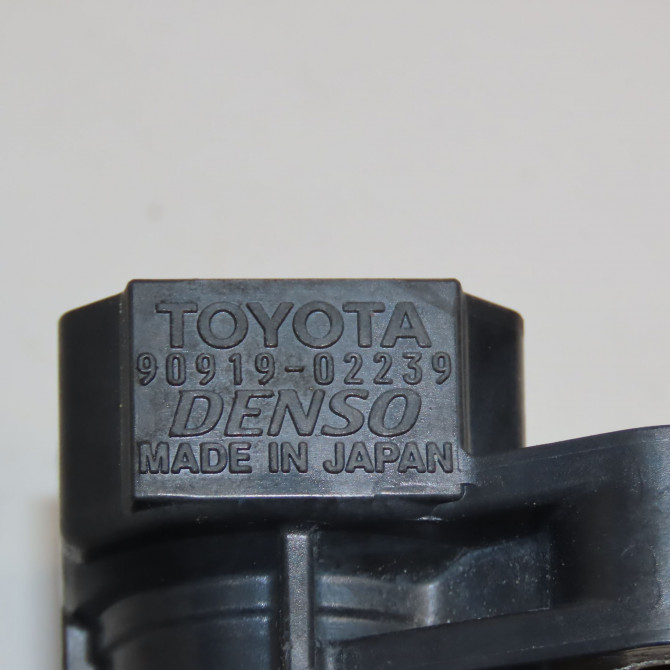 TOYOTA
90919-02239
DENSO
MADE IN JAPAN